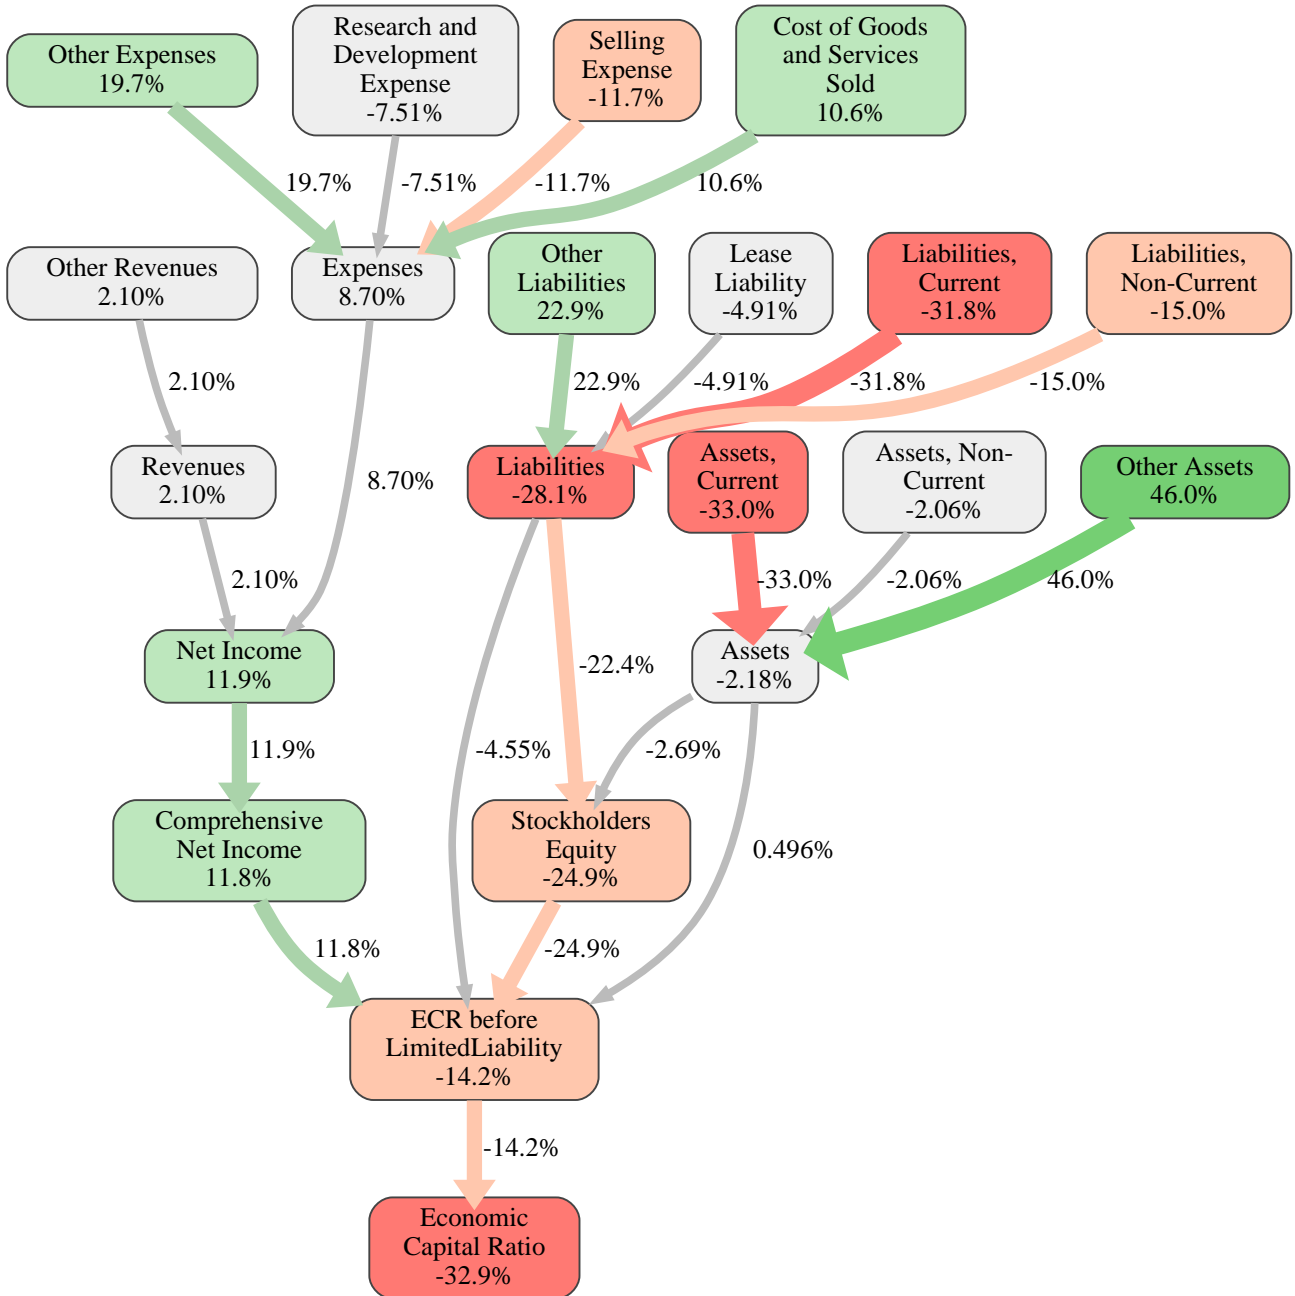 Other Expenses
19.7%
Research and
Development
Expense
-7.51%
Selling
Expense
-11.7%
Cost of Goods
and Services
Sold
10.6%
19.7%
-7.51%
-11.7%
10.6%
Other Revenues
2.10%
Expenses
8.70%
Other
Liabilities
22.9%
Lease
Liability
-4.91%
Liabilities,
Current
-31.8%
Liabilities,
Non-Current
-15.0%
2.10%
22.9%
-4.91%
-31.8%
-15.0%
Revenues
2.10%
8.70%
Liabilities
-28.1%
Assets,
Current
-33.0%
Assets, Non-
Current
-2.06%
Other Assets
46.0%
2.10%
-33.0%
-2.06%
46.0%
Net Income
11.9%
-22.4%
Assets
-2.18%
11.9%
-4.55%
-2.69%
Comprehensive
Net Income
11.8%
Stockholders
Equity
-24.9%
0.496%
11.8%
-24.9%
ECR before
LimitedLiability
-14.2%
-14.2%
Economic
Capital Ratio
-32.9%